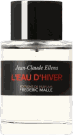 Jean-Claude Ellena
L'EAU D'HIVER
FREDERIC MALLE